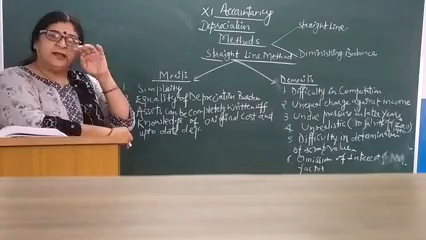 XI Accountancy
Depreciation
Methods
Straight Line
Diminishing Balance
Straight Line Method
Merits
Simplicity
Equality of Depreciation Burden
Assets can be completely written off
Knowledge of original cost and
upto date dep.
Demerits
1. Difficulty in Computation
2. Unequal charge against income
3. Undue pressure in later years
4. Unrealistic (to write
5. Difficulty in determination
of scrap value
6. Omission of Interest
factor